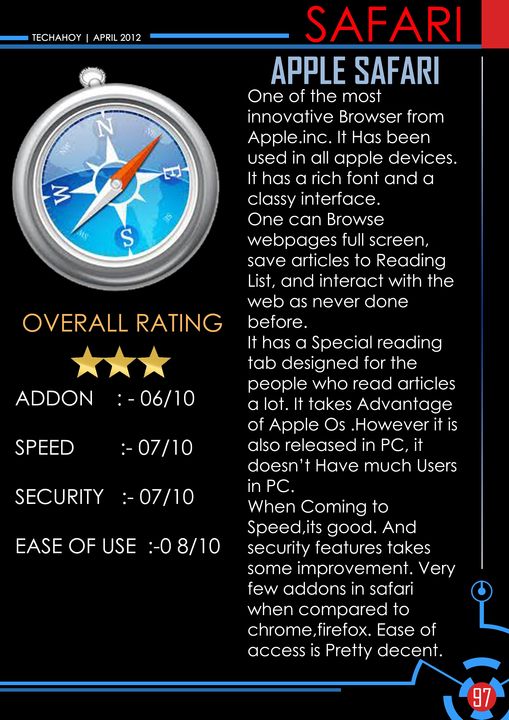 TECHAHOY | APRIL 2012
SAFARI
APPLE SAFARI
One of the most
innovative Browser from
Apple.inc. It Has been
used in all apple devices.
It has a rich font and a
classy interface.
One can Browse
webpages full screen,
save articles to Reading
List, and interact with the
web as never done
before.
It has a Special reading
tab designed for the
people who read articles
a lot. It takes Advantage
of Apple Os .However it is
also released in PC, it
doesn't Have much Users
in PC.
When Coming to
Speed,its good. And
security features takes
some improvement. Very
few addons in safari
when compared to
chrome,firefox. Ease of
access is Pretty decent.
N
NE
E
SE
S
SW
W
NW
OVERALL RATING
ADDON : - 06/10
SPEED :- 07/10
SECURITY :- 07/10
EASE OF USE :-0 8/10
97